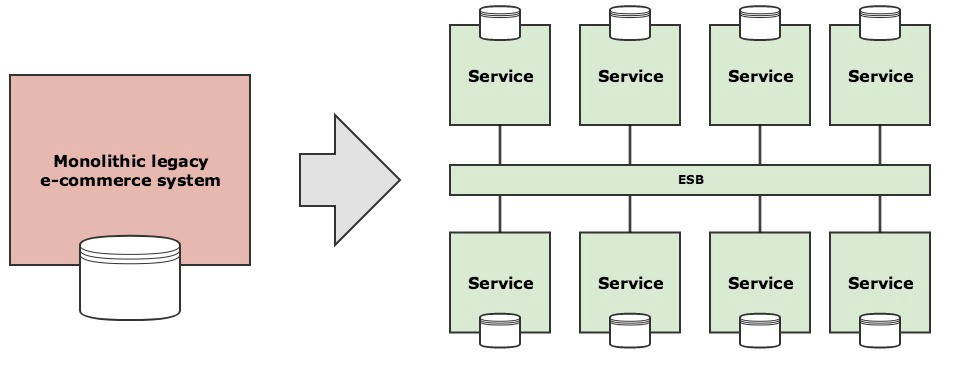 Monolithic legacy
e-commerce system
Service
Service
Service
Service
ESB
Service
Service
Service
Service